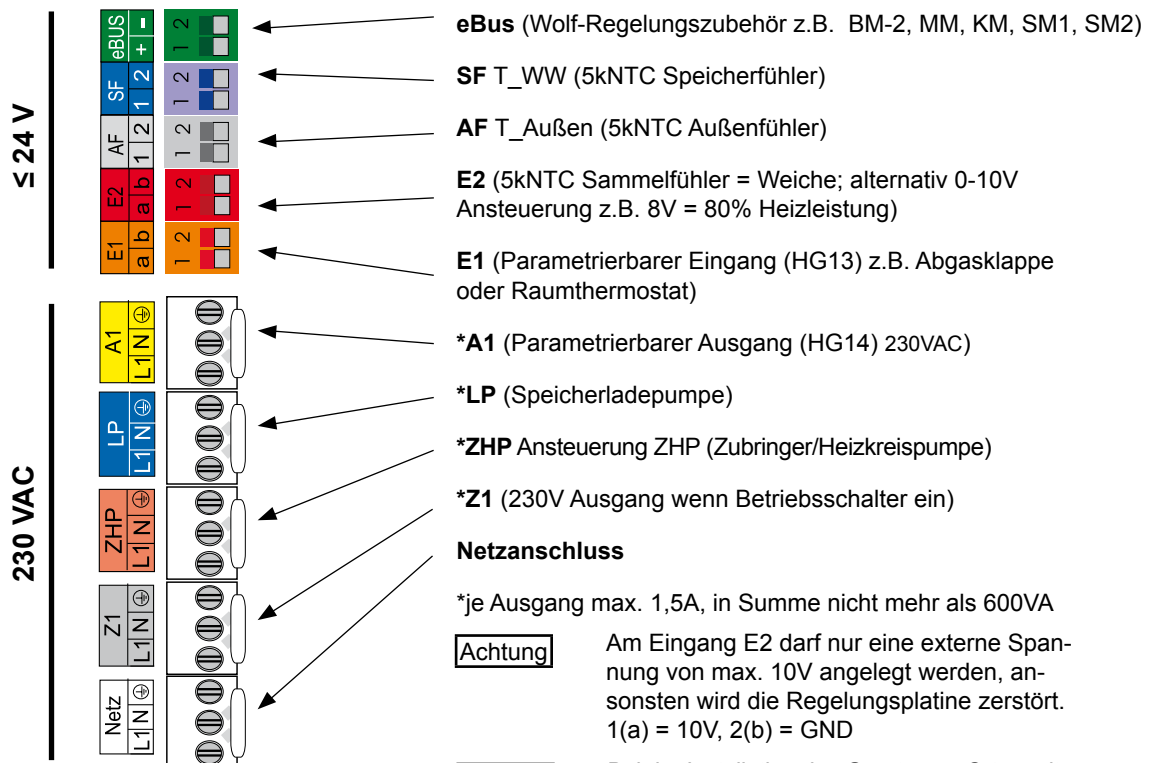 ≤ 24 V
eBUS
+ -
1 2
SF
1 2
1 2
AF
1 2
1 2
E2
a b
1 2
E1
a b
1 2
230 VAC
A1
L1 N
LP
L1 N
ZHP
L1 N
Z1
L1 N
Netz
L1 N
eBus (Wolf-Regelungszubehör z.B. BM-2, MM, KM, SM1, SM2)
SF T_WW (5kNTC Speicherfühler)
AF T_Außen (5kNTC Außenfühler)
E2 (5kNTC Sammelfühler = Weiche; alternativ 0-10V
Ansteuerung z.B. 8V = 80% Heizleistung)
E1 (Parametrierbarer Eingang (HG13) z.B. Abgasklappe
oder Raumthermostat)
*A1 (Parametrierbarer Ausgang (HG14) 230VAC)
*LP (Speicherladepumpe)
*ZHP Ansteuerung ZHP (Zubringer/Heizkreispumpe)
*Z1 (230V Ausgang wenn Betriebsschalter ein)
Netzanschluss
*je Ausgang max. 1,5A, in Summe nicht mehr als 600VA
Achtung
Am Eingang E2 darf nur eine externe Span-
nung von max. 10V angelegt werden, an-
sonsten wird die Regelungsplatine zerstört.
1(a) = 10V, 2(b) = GND